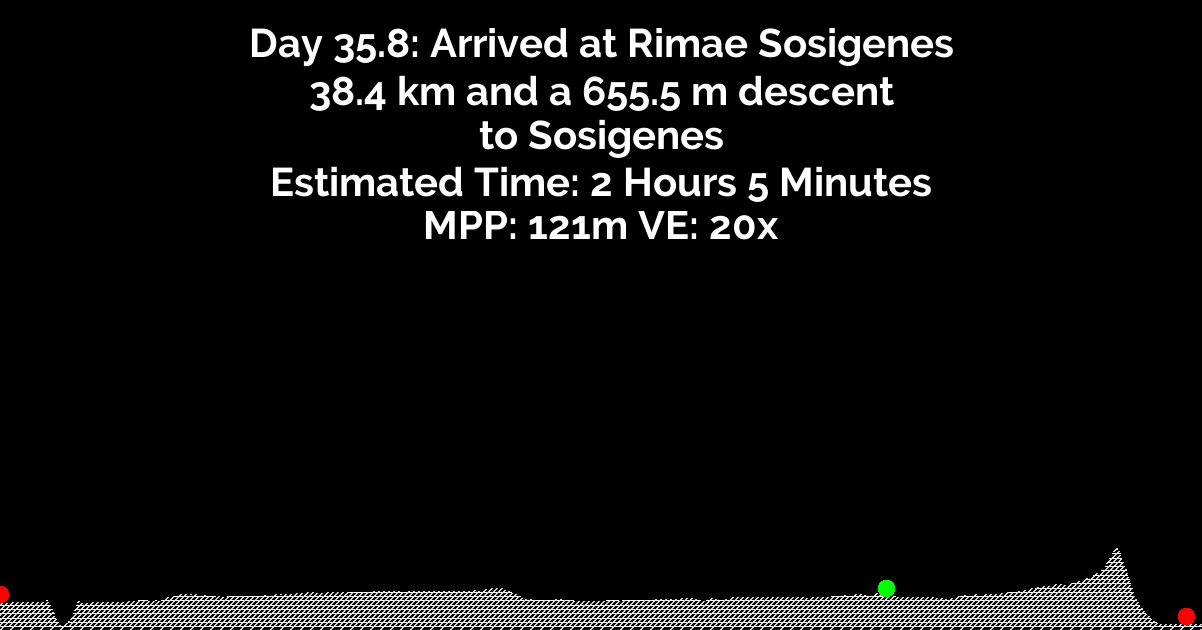 Day 35.8: Arrived at Rimae Sosigenes
38.4 km and a 655.5 m descent
to Sosigenes
Estimated Time: 2 Hours 5 Minutes
MPP: 121m VE: 20x